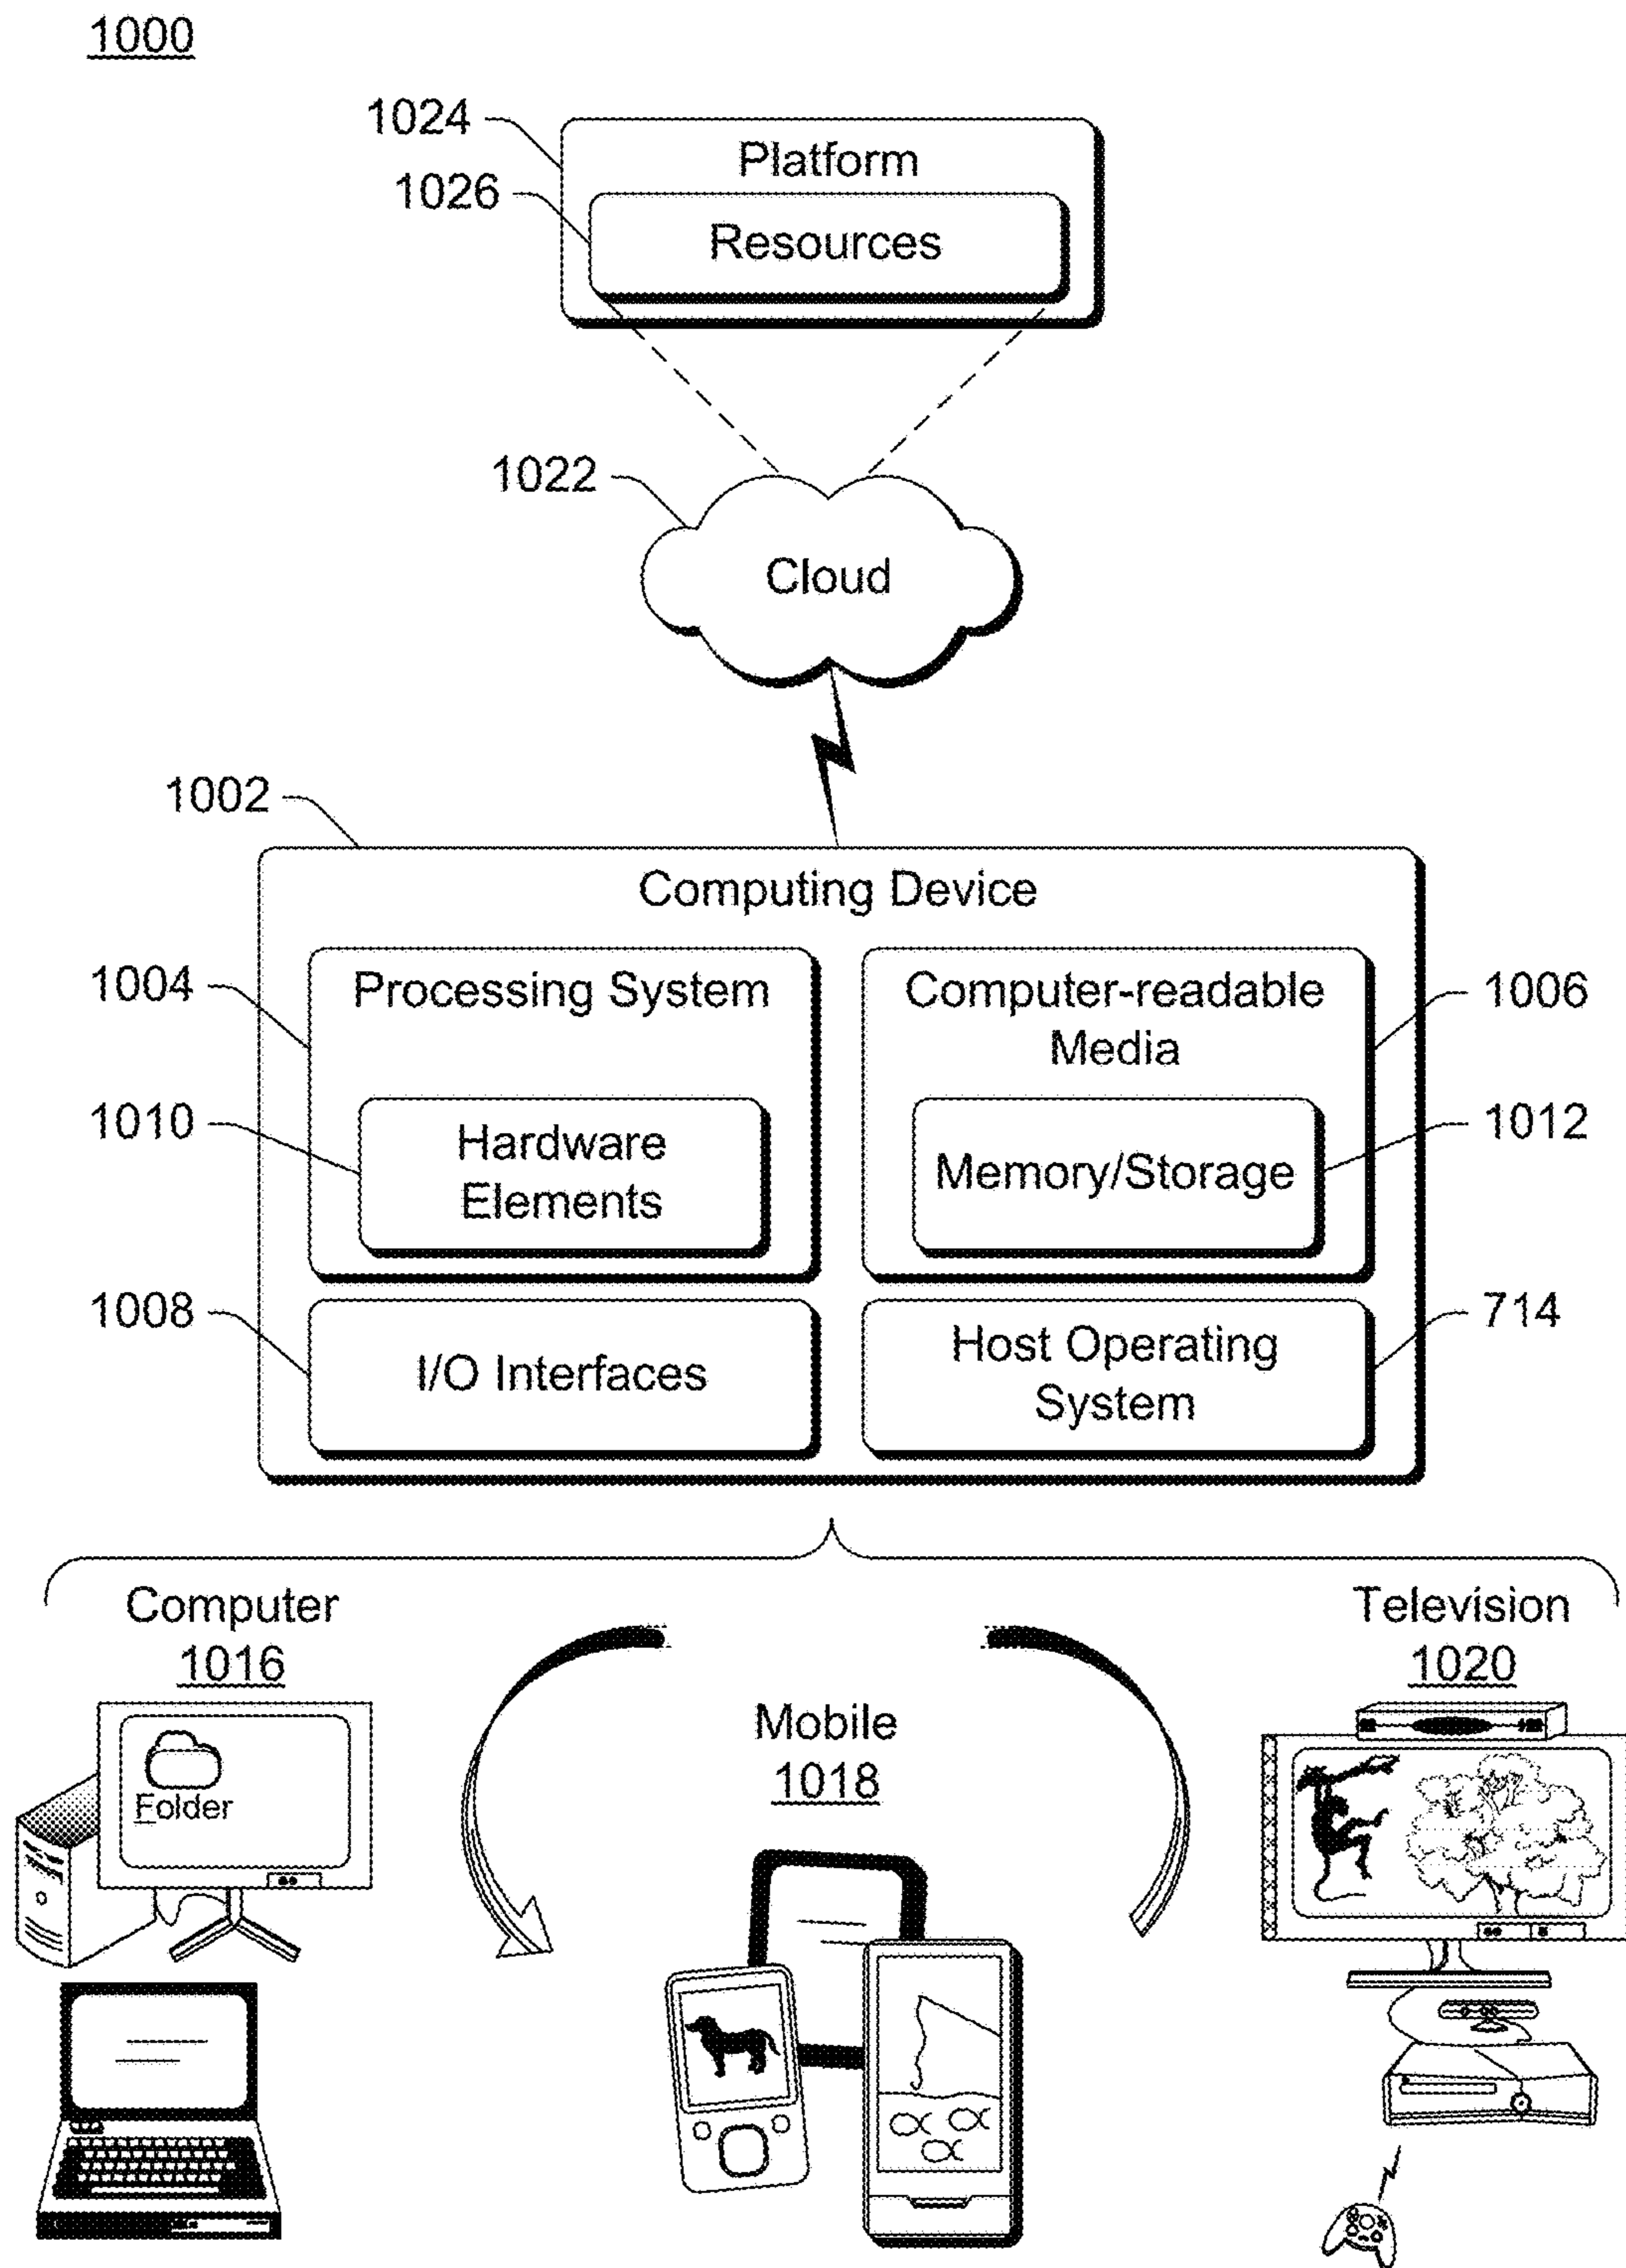 1000
1024
Platform
1026
Resources
1022
Cloud
1002
Computing Device
1004
Processing System
Computer-readable
Media
1006
1010
Hardware
Elements
Memory/Storage
1012
1008
I/O Interfaces
Host Operating
System
714
Computer
1016
Folder
Mobile
1018
Television
1020